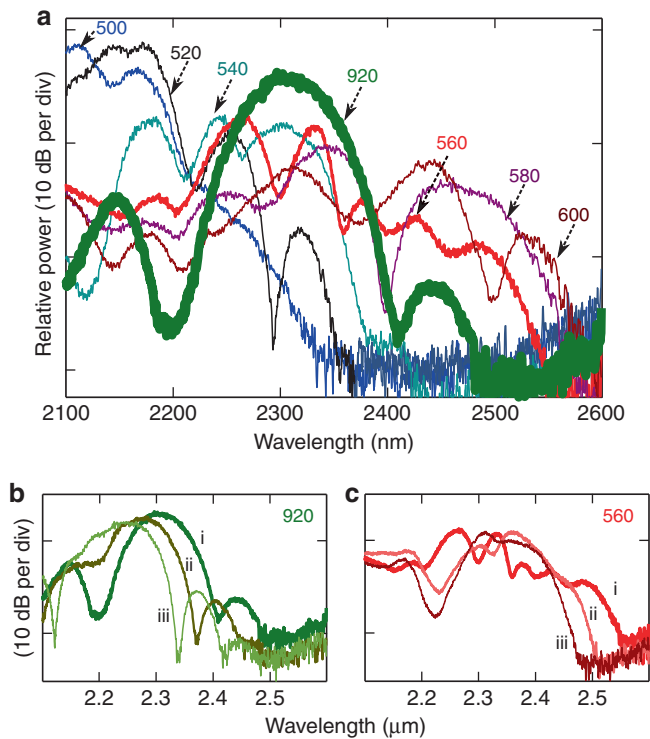 a
500
520
540
920
560
580
600
Relative power (10 dB per div)
2100 2200 2300 2400 2500 2600
Wavelength (nm)
b
920
i
ii
iii
(10 dB per div)
2.2 2.3 2.4 2.5
c
560
i
ii
iii
2.2 2.3 2.4 2.5
Wavelength (μm)